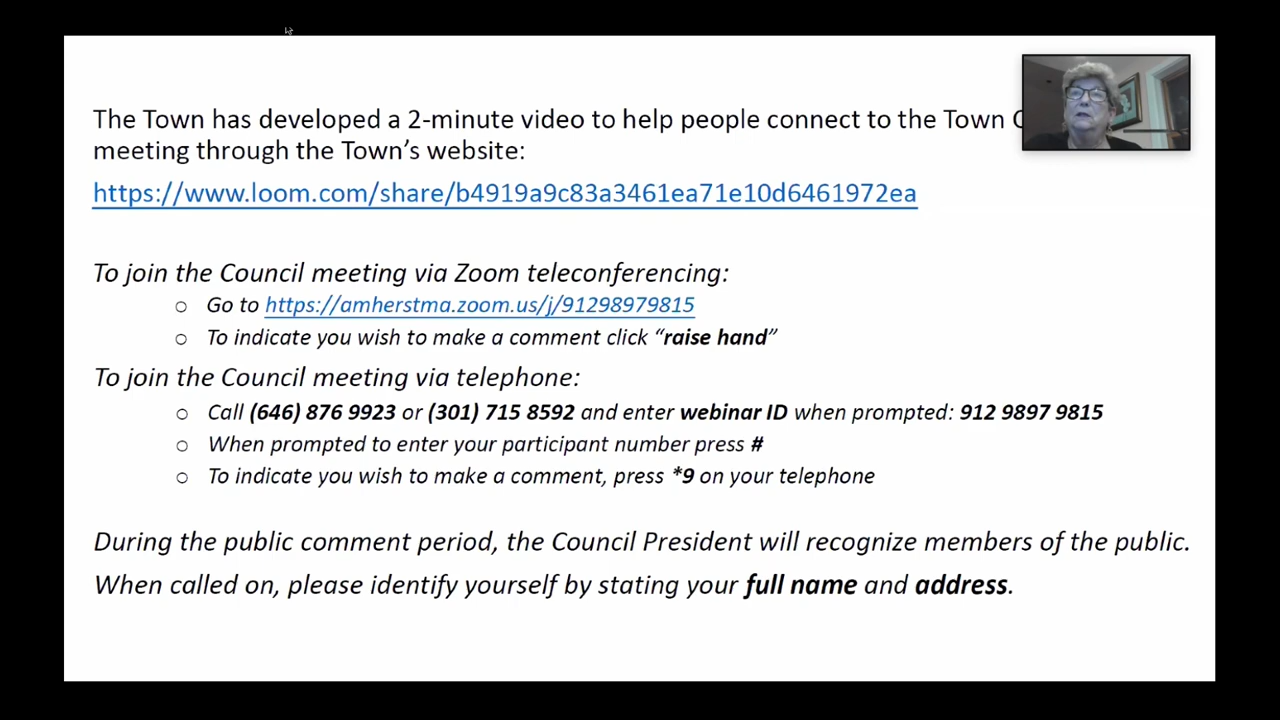 The Town has developed a 2-minute video to help people connect to the Town
meeting through the Town's website:
https://www.loom.com/share/b4919a9c83a3461ea71e10d6461972ea
To join the Council meeting via Zoom teleconferencing:
○ Go to https://amherstma.zoom.us/j/91298979815
○ To indicate you wish to make a comment click “raise hand”
To join the Council meeting via telephone:
○ Call (646) 876 9923 or (301) 715 8592 and enter webinar ID when prompted: 912 9897 9815
○ When prompted to enter your participant number press #
○ To indicate you wish to make a comment, press *9 on your telephone
During the public comment period, the Council President will recognize members of the public.
When called on, please identify yourself by stating your full name and address.